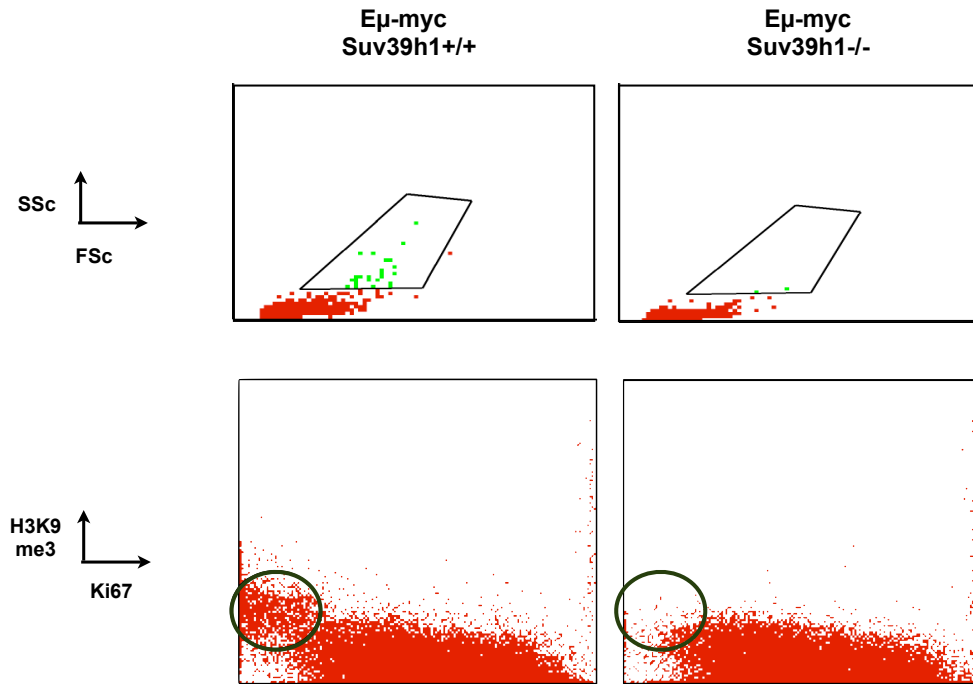 Eμ-myc
Suv39h1+/+
Eμ-myc
Suv39h1-/-
SSc
FSc
H3K9
me3
Ki67